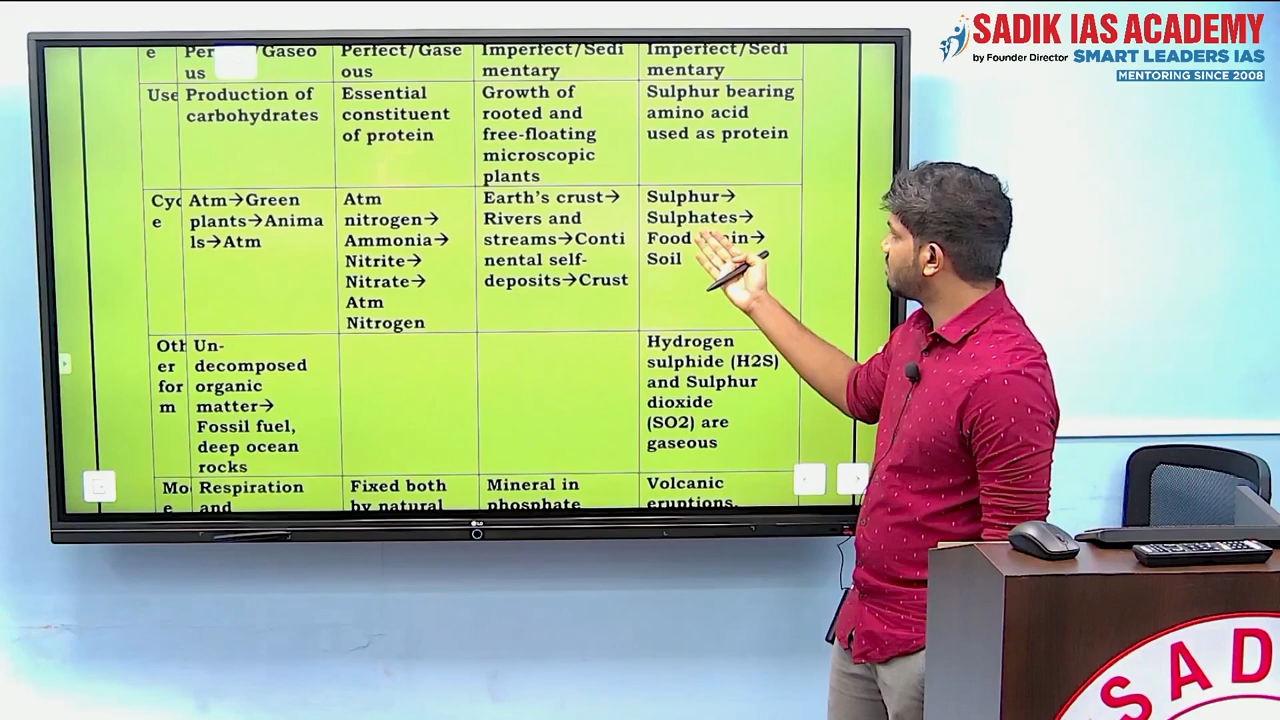 SADIK IAS ACADEMY
by Founder Director SMART LEADERS IAS
MENTORING SINCE 2008
e
us
Perfect/Gase
ous
Imperfect/Sedi
mentary
Imperfect/Sedi
mentary
Use
Production of
carbohydrates
Essential
constituent
of protein
Growth of
rooted and
free-floating
microscopic
plants
Sulphur bearing
amino acid
used as protein
Cyc
e
Atm→Green
plants→Anima
ls→Atm
Atm
nitrogen→
Ammonia→
Nitrite→
Nitrate→
Atm
Nitrogen
Earth's crust→
Rivers and
streams→Conti
nental self-
deposits→Crust
Sulphur→
Sulphates→
Food
Soil
Oth
er
for
m
Un-
decomposed
organic
matter→
Fossil fuel,
deep ocean
rocks
Hydrogen
sulphide (H2S)
and Sulphur
dioxide
(SO2) are
gaseous
Mo
e
Respiration
and
Fixed both
by natural
Mineral in
phosphate
Volcanic
eruptions,
LG
SAD